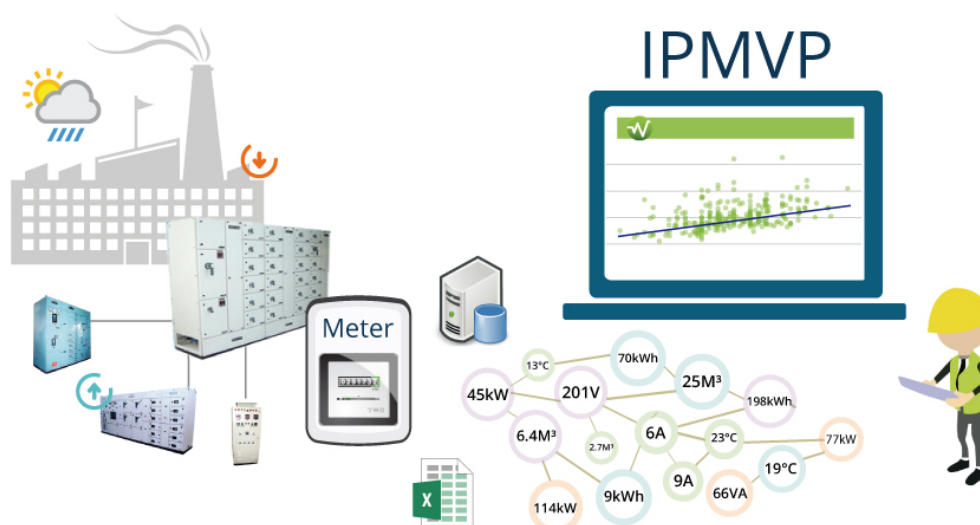 IPMVP
Meter
13°C
70kWh
45kW
201V
25M³
198kWh
6.4M³
2.7M³
6A
23°C
77kW
9A
19°C
114kW
9kWh
66VA
X